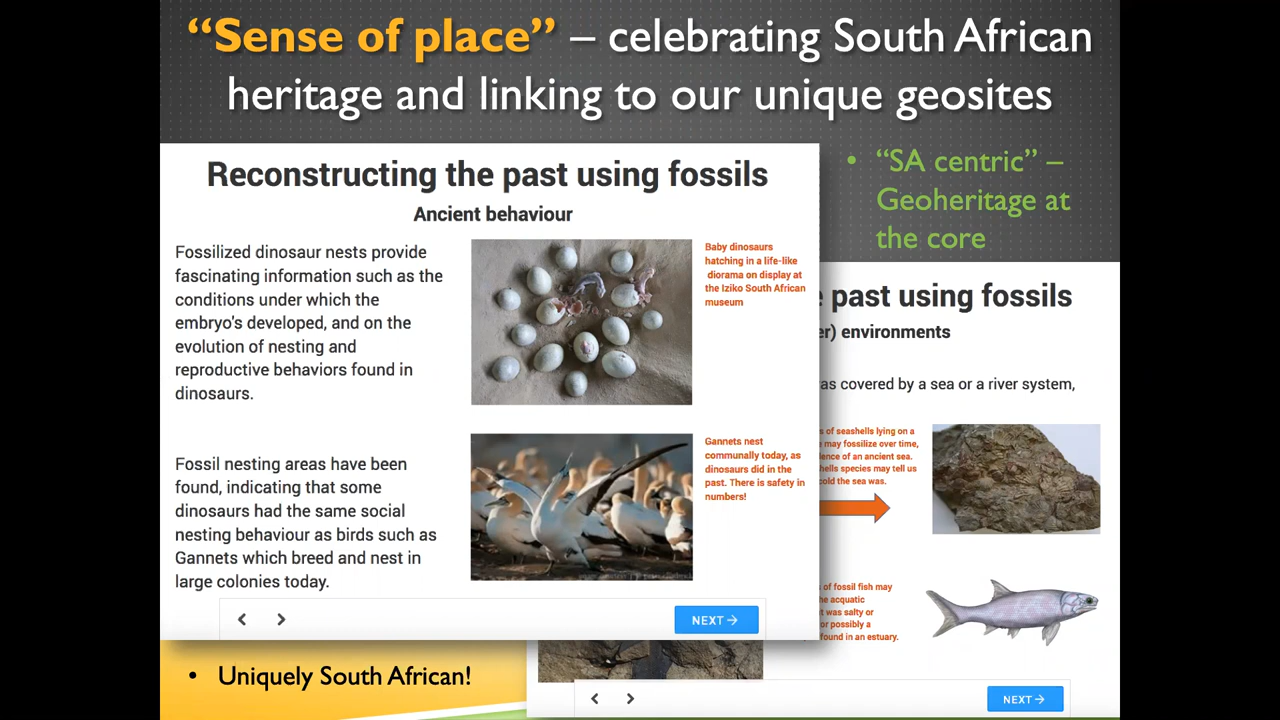 “Sense of place” – celebrating South African
heritage and linking to our unique geosites
Reconstructing the past using fossils
Ancient behaviour
Fossilized dinosaur nests provide
fascinating information such as the
conditions under which the
embryo's developed, and on the
evolution of nesting and
reproductive behaviors found in
dinosaurs.
Baby dinosaurs
hatching in a life-like
diorama on display at
the Iziko South African
museum
Fossil nesting areas have been
found, indicating that some
dinosaurs had the same social
nesting behaviour as birds such as
Gannets which breed and nest in
large colonies today.
Gannets nest
communally today, as
dinosaurs did in the
past. There is safety in
numbers!
NEXT
• “SA centric” –
Geoheritage at
the core
past using fossils
er) environments
as covered by a sea or a river system,
s of seashells lying on a
may fossilize over time,
lence of an ancient sea.
hells species may tell us
cold the sea was.
of fossil fish may
he acquatic
t was salty or
or possibly a
found in an estuary.
NEXT
• Uniquely South African!